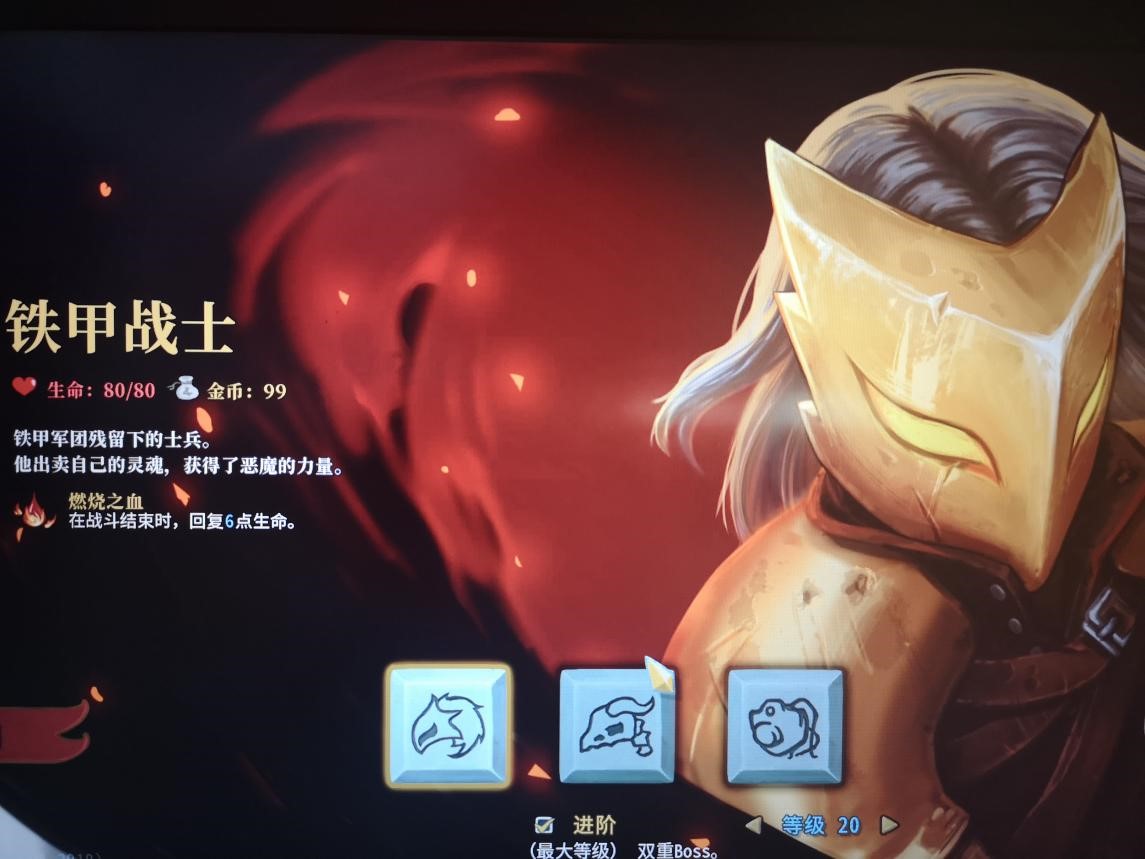 铁甲战士
生命：80/80 金币：99
铁甲军团残留下的士兵。
他出卖自己的灵魂，获得了恶魔的力量。
燃烧之血
在战斗结束时，回复6点生命。
进阶 等级 20
（最大等级） 双重Boss。